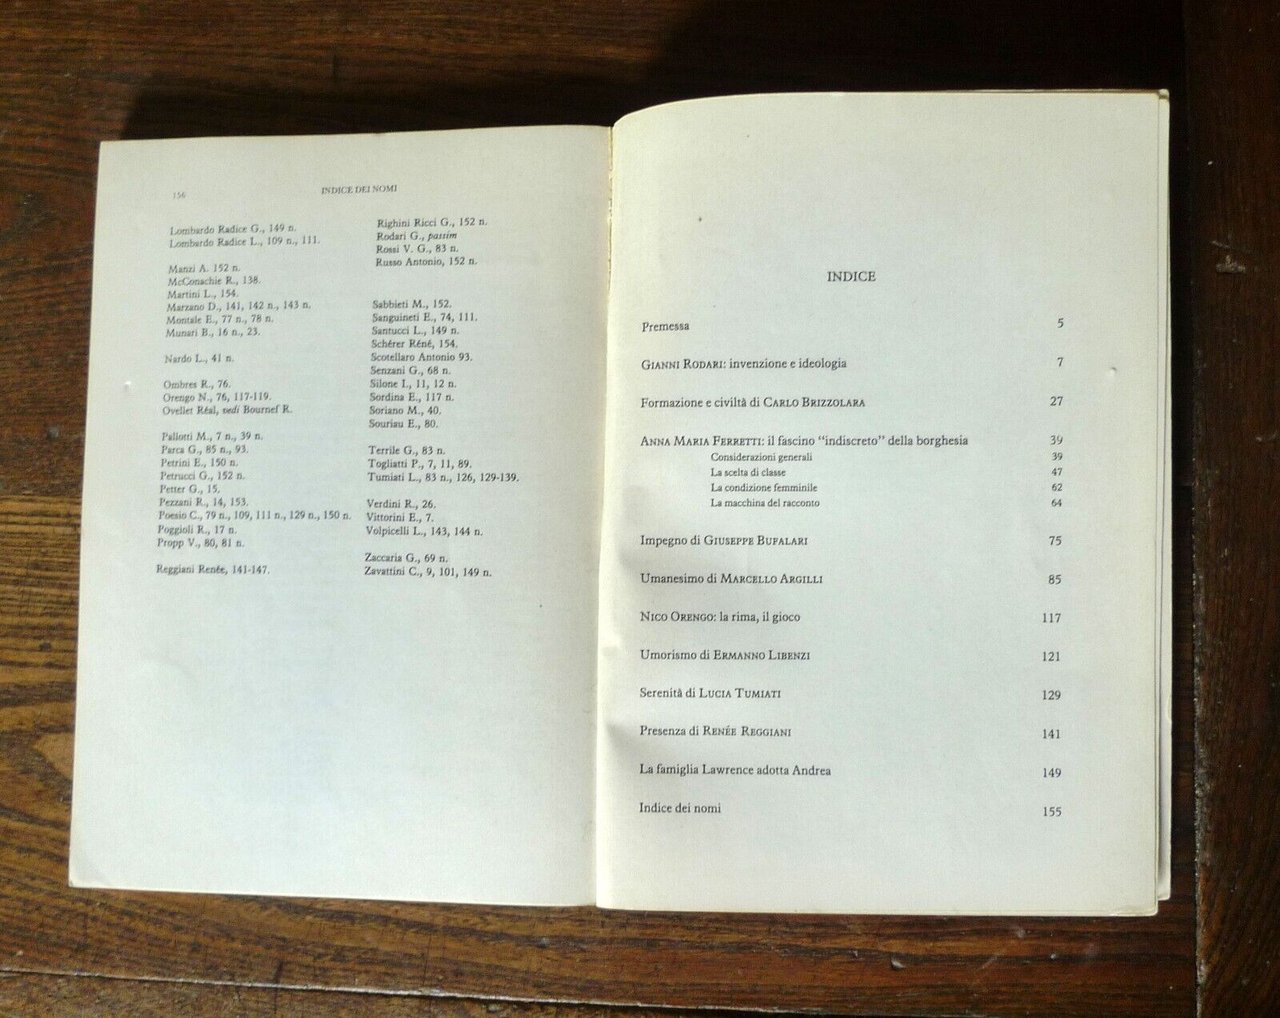 156
INDICE DEI NOMI
Lombardo Radice G., 149 n.
Lombardo Radice L., 109 n., 111.
Manzi A. 152 n.
McConachie R., 138.
Martini L., 154.
Marzano D., 141, 142 n., 143 n.
Montale E., 77 n., 78 n.
Munari B., 16 n., 23.
Nardo L., 41 n.
Ombres R., 76.
Orengo N., 76, 117-119.
Ovellet Réal, vedi Bournef R.
Pallotti M., 7 n., 39 n.
Parca G., 85 n., 93.
Petrini E., 150 n.
Petrucci G., 152 n.
Petter G., 15.
Pezzani R., 14, 153.
Poesio C., 79 n., 109, 111 n., 129 n., 150 n.
Poggioli R., 17 n.
Propp V., 80, 81 n.
Reggiani Renée, 141-147.
Righini Ricci G., 152 n.
Rodari G., passim
Rossi V. G., 83 n.
Russo Antonio, 152 n.
Sabbieti M., 152.
Sanguineti E., 74, 111.
Santucci L., 149 n.
Schérer Réné, 154.
Scotellaro Antonio 93.
Senzani G., 68 n.
Silone I., 11, 12 n.
Sordina E., 117 n.
Soriano M., 40.
Souriau E., 80.
Terrile G., 83 n.
Togliatti P., 7, 11, 89.
Tumiati L., 83 n., 126, 129-139.
Verdini R., 26.
Vittorini E., 7.
Volpicelli L., 143, 144 n.
Zaccaria G., 69 n.
Zavattini C., 9, 101, 149 n.
INDICE
Premessa 5
GIANNI RODARI: invenzione e ideologia 7
Formazione e civiltà di CARLO BRIZZOLARA 27
ANNA MARIA FERRETTI: il fascino “indiscreto” della borghesia 39
Considerazioni generali 39
La scelta di classe 47
La condizione femminile 62
La macchina del racconto 64
Impegno di GIUSEPPE BUFALARI 75
Umanesimo di MARCELLO ARGILLI 85
NICO ORENGO: la rima, il gioco 117
Umorismo di ERMANNO LIBENZI 121
Serenità di LUCIA TUMIATI 129
Presenza di RENÉE REGGIANI 141
La famiglia Lawrence adotta Andrea 149
Indice dei nomi 155